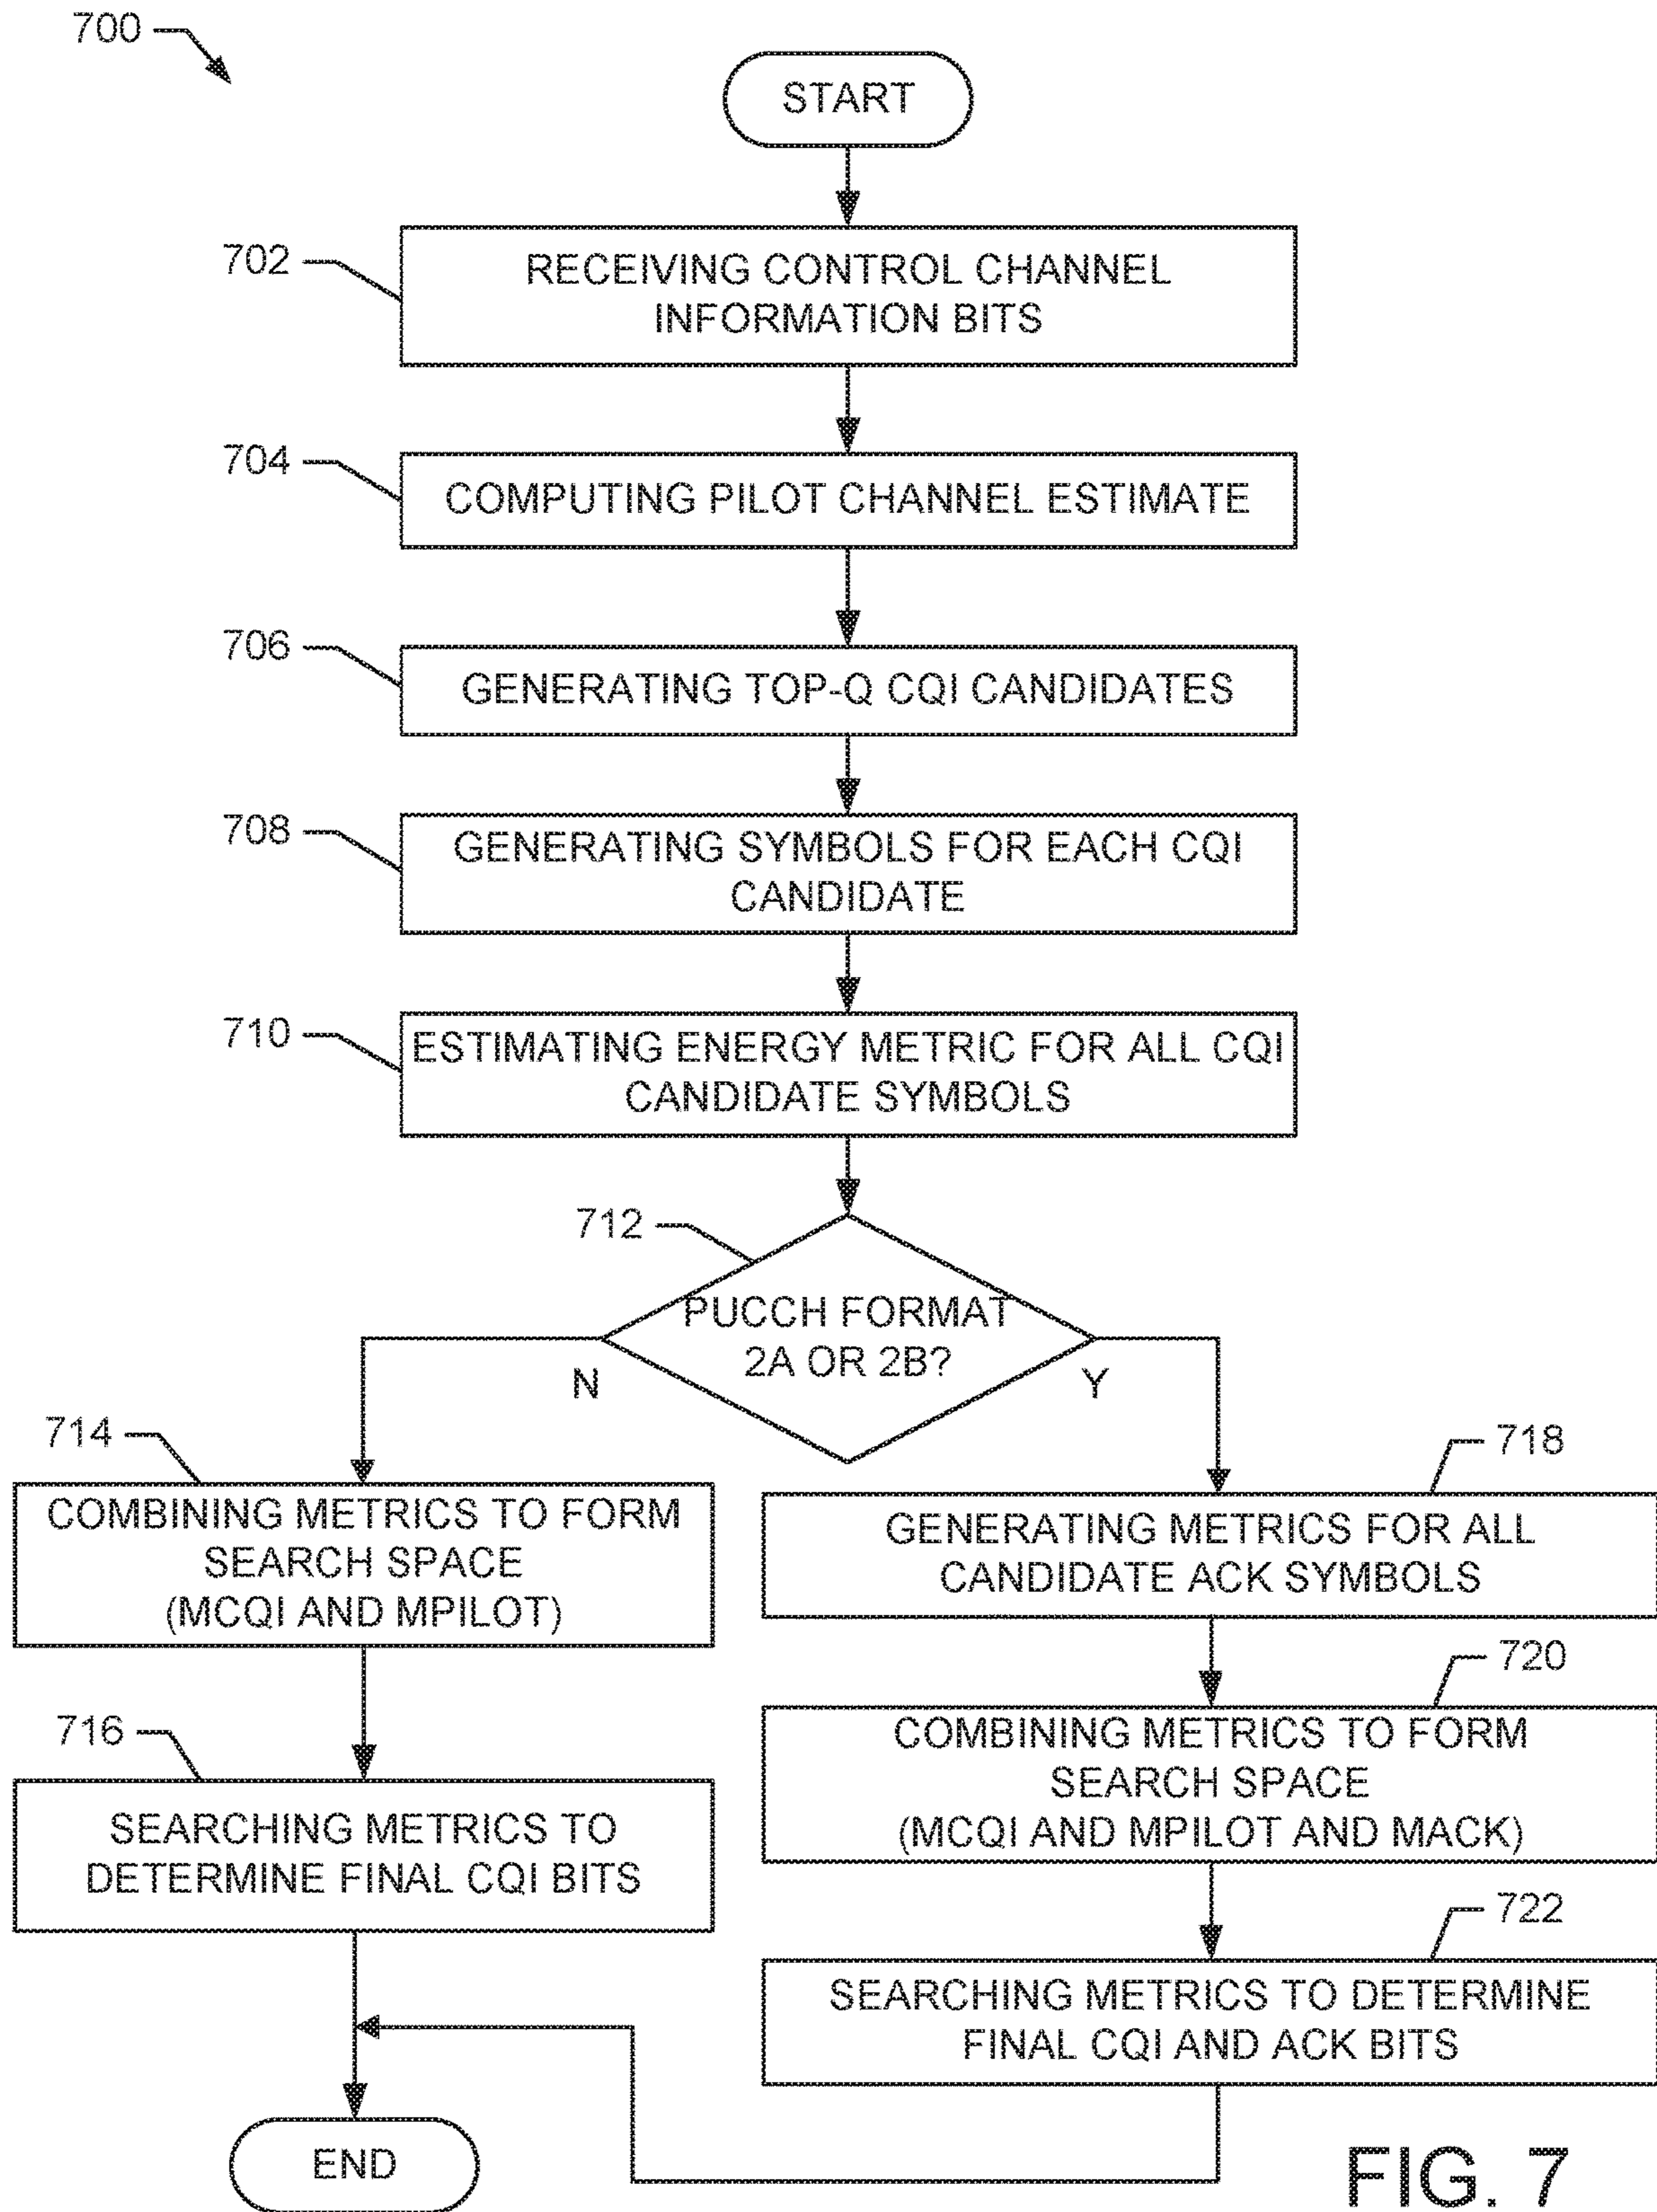 700
START
702
RECEIVING CONTROL CHANNEL
INFORMATION BITS
704
COMPUTING PILOT CHANNEL ESTIMATE
706
GENERATING TOP-Q CQI CANDIDATES
708
GENERATING SYMBOLS FOR EACH CQI
CANDIDATE
710
ESTIMATING ENERGY METRIC FOR ALL CQI
CANDIDATE SYMBOLS
712
PUCCH FORMAT
2A OR 2B?
N
Y
714
COMBINING METRICS TO FORM
SEARCH SPACE
(MCQI AND MPILOT)
716
SEARCHING METRICS TO
DETERMINE FINAL CQI BITS
718
GENERATING METRICS FOR ALL
CANDIDATE ACK SYMBOLS
720
COMBINING METRICS TO FORM
SEARCH SPACE
(MCQI AND MPILOT AND MACK)
722
SEARCHING METRICS TO DETERMINE
FINAL CQI AND ACK BITS
END
FIG. 7